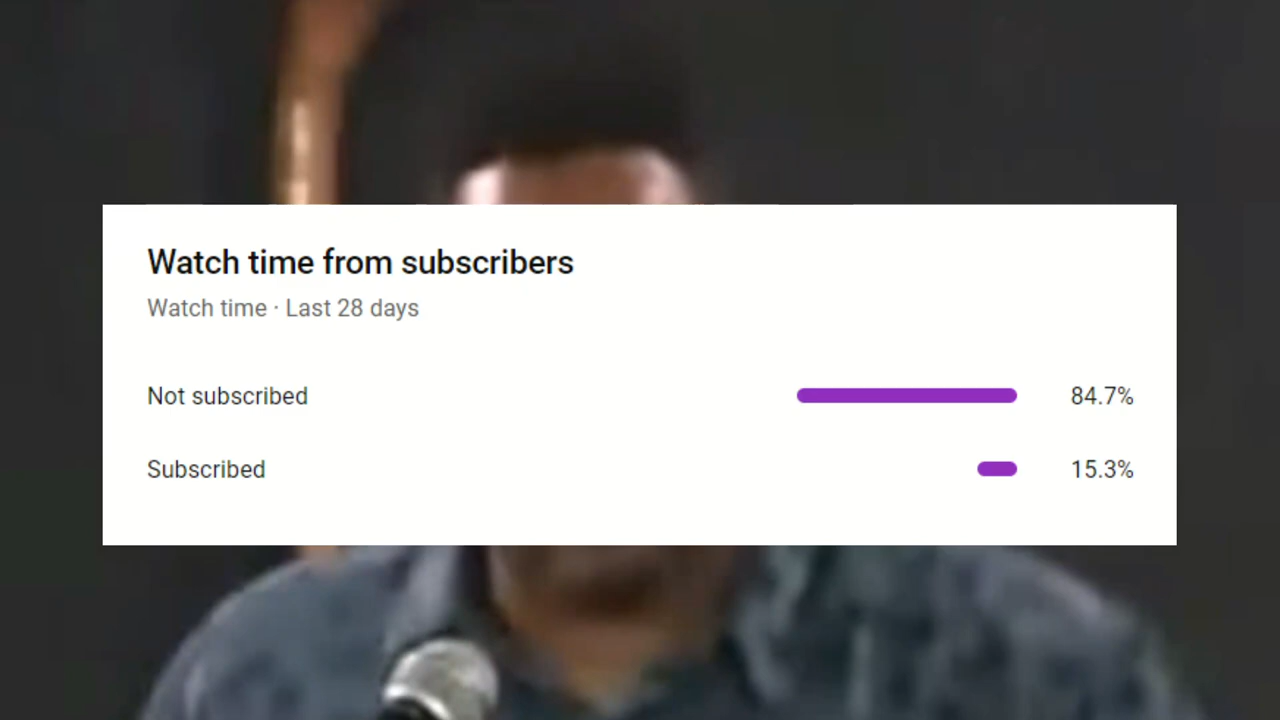 Watch time from subscribers
Watch time · Last 28 days
Not subscribed 84.7%
Subscribed 15.3%